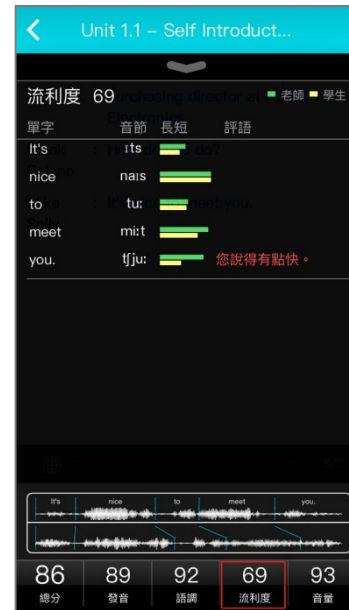 Unit 1.1 – Self Introduct...
流利度 69
老師 學生
單字 音節 長短 評語
It's ɪts
nice naɪs
to tuː
meet miːt
you. tʃjuː 您說得有點快。
It's nice to meet you.
86 89 92 69 93
總分 發音 語調 流利度 音量